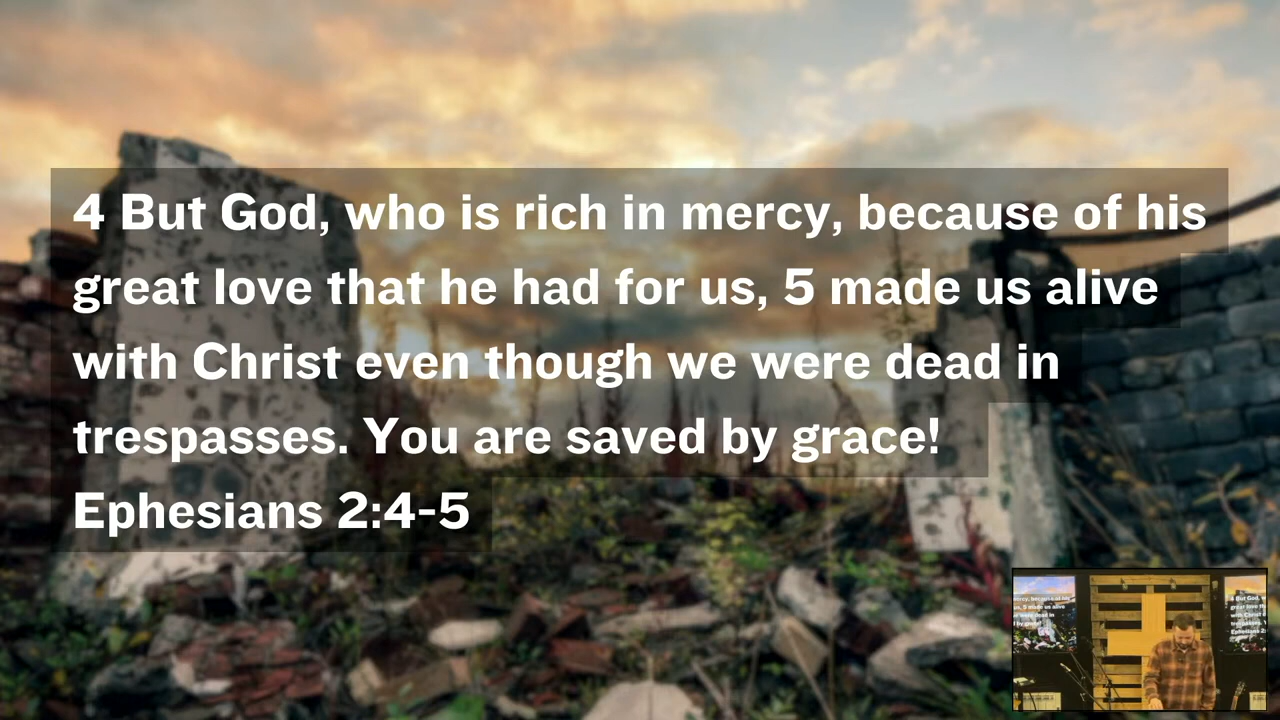 4 But God, who is rich in mercy, because of his
great love that he had for us, 5 made us alive
with Christ even though we were dead in
trespasses. You are saved by grace!
Ephesians 2:4-5